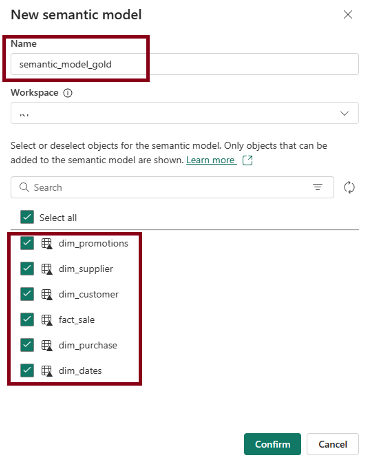 New semantic model
Name
semantic_model_gold
Workspace
Select or deselect objects for the semantic model. Only objects that can be
added to the semantic model are shown. Learn more
Search
Select all
dim_promotions
dim_supplier
dim_customer
fact_sale
dim_purchase
dim_dates
Confirm
Cancel